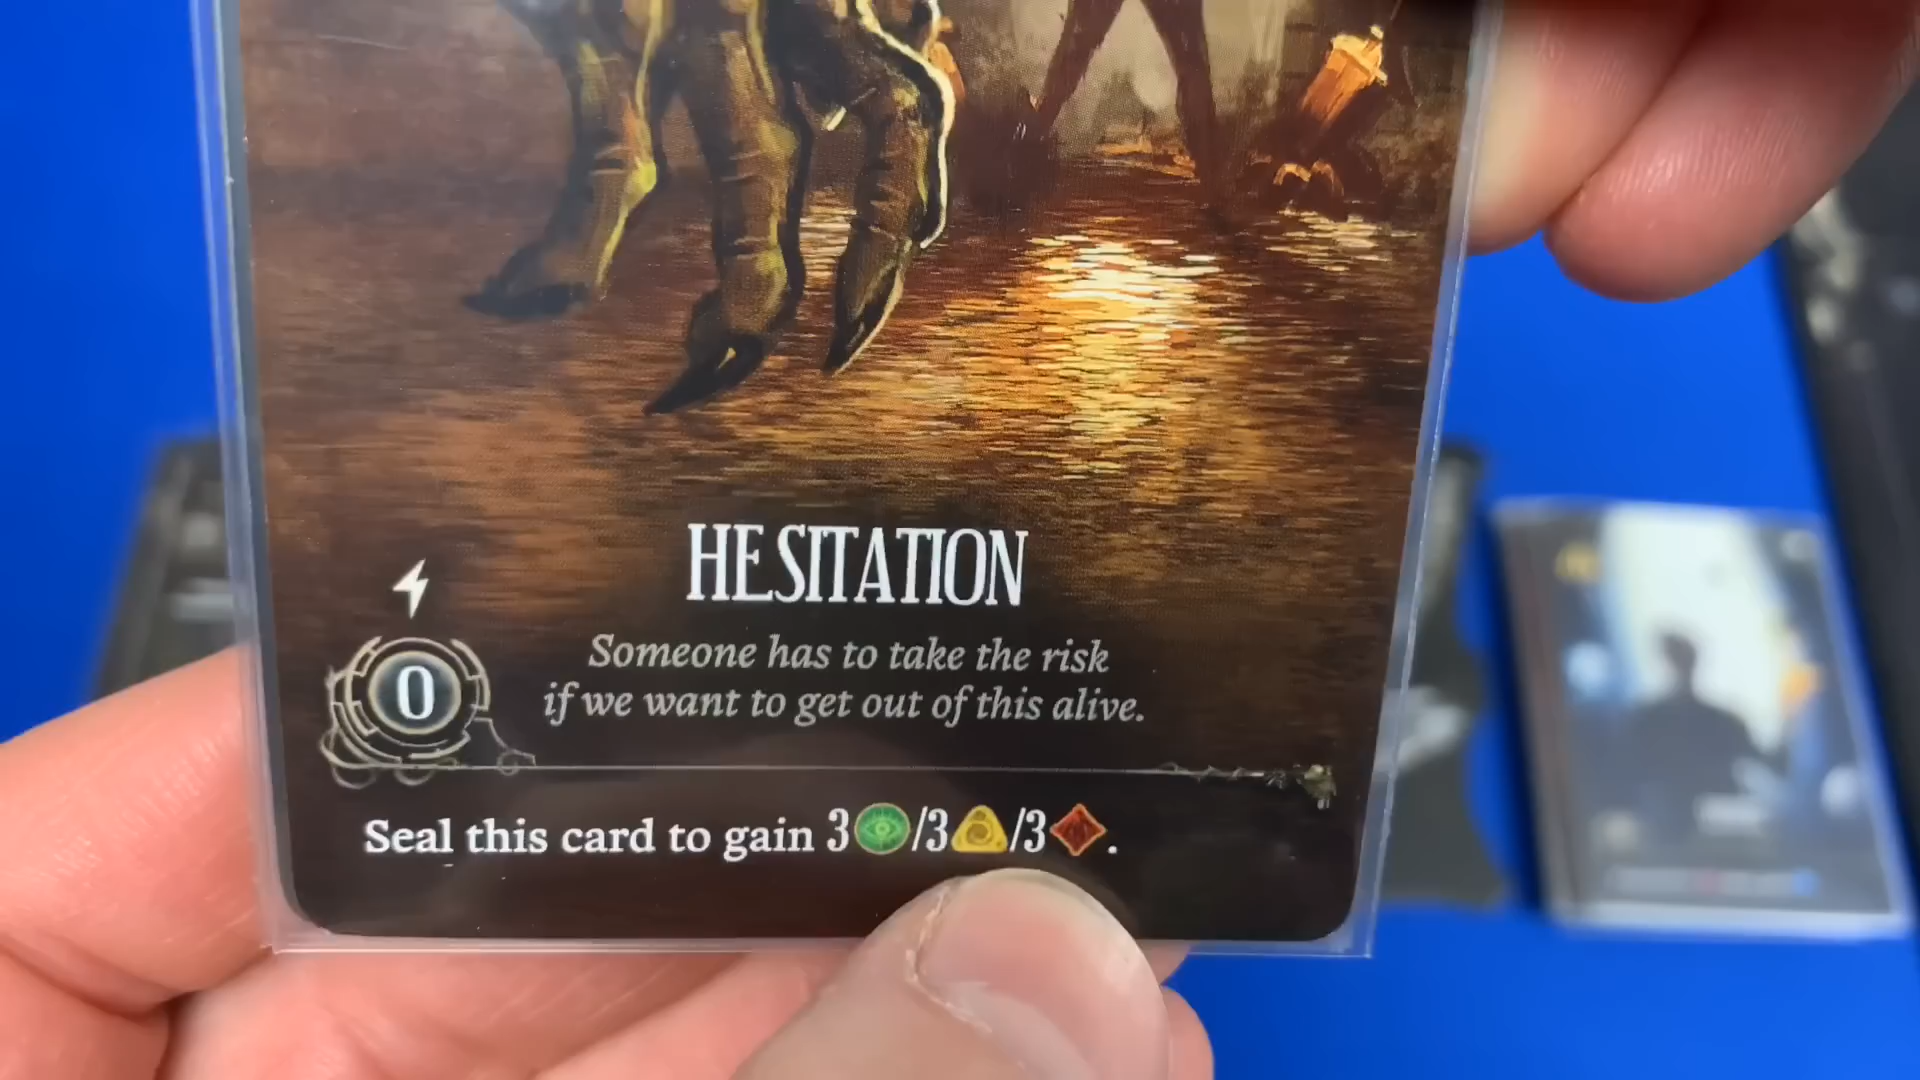 HESITATION
Someone has to take the risk
if we want to get out of this alive.
0
Seal this card to gain 3/3/3.